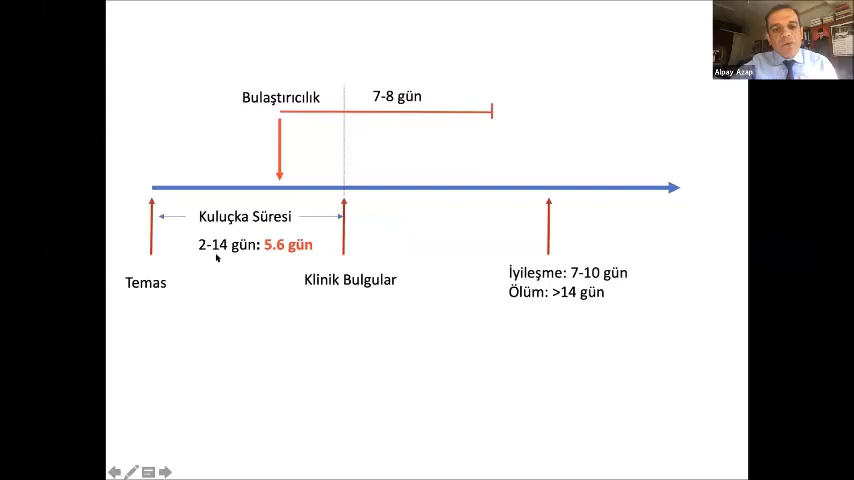 Alpay Azap
Bulaştırıcılık
7-8 gün
Kuluçka Süresi
2-14 gün: 5.6 gün
Temas
Klinik Bulgular
İyileşme: 7-10 gün
Ölüm: >14 gün